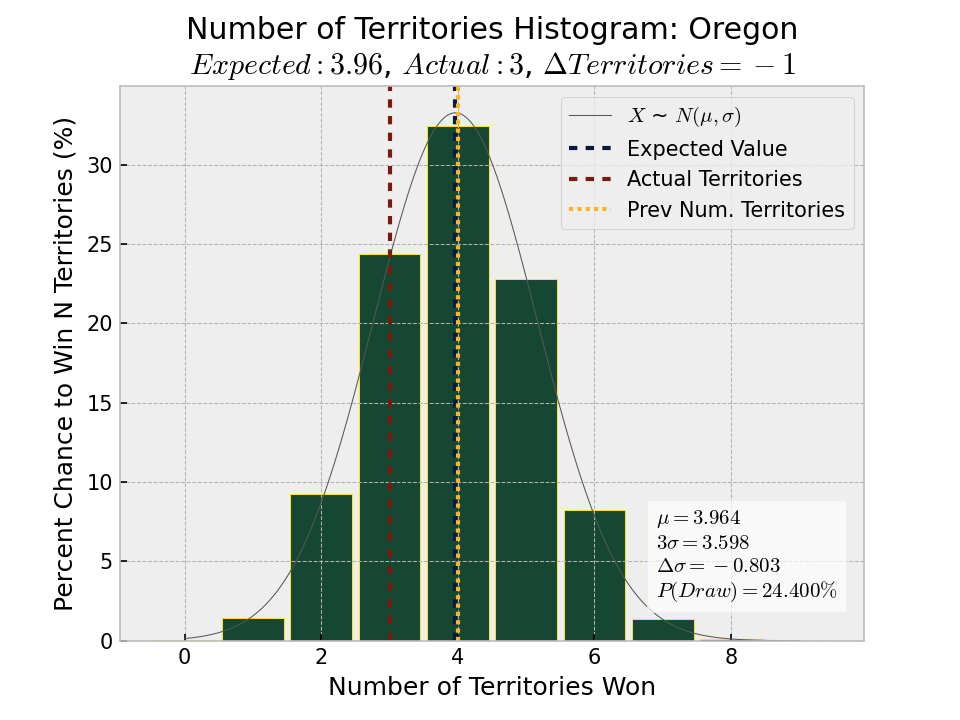 Number of Territories Histogram: Oregon
Expected : 3.96, Actual : 3, ΔTerritories = −1
X ~ N(μ, σ)
Expected Value
Actual Territories
Prev Num. Territories
Percent Chance to Win N Territories (%)
30
25
20
15
10
5
0
μ = 3.964
3σ = 3.598
Δσ = −0.803
P(Draw) = 24.400%
0 2 4 6 8
Number of Territories Won